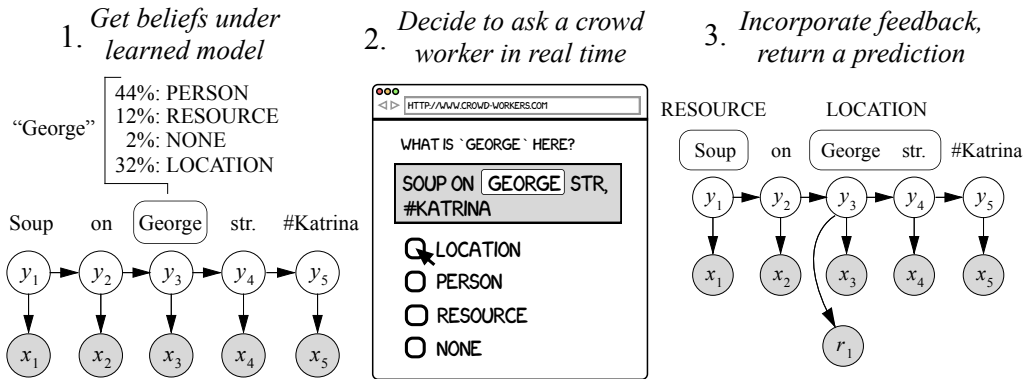 1. Get beliefs under
learned model
44%: PERSON
12%: RESOURCE
2%: NONE
32%: LOCATION
“George”
Soup on George str. #Katrina
y1 y2 y3 y4 y5
x1 x2 x3 x4 x5
2. Decide to ask a crowd
worker in real time
HTTP://WWW.CROWD-WORKERS.COM
WHAT IS `GEORGE` HERE?
SOUP ON GEORGE STR,
#KATRINA
LOCATION
PERSON
RESOURCE
NONE
3. Incorporate feedback,
return a prediction
RESOURCE LOCATION
Soup on George str. #Katrina
y1 y2 y3 y4 y5
x1 x2 x3 x4 x5
r1